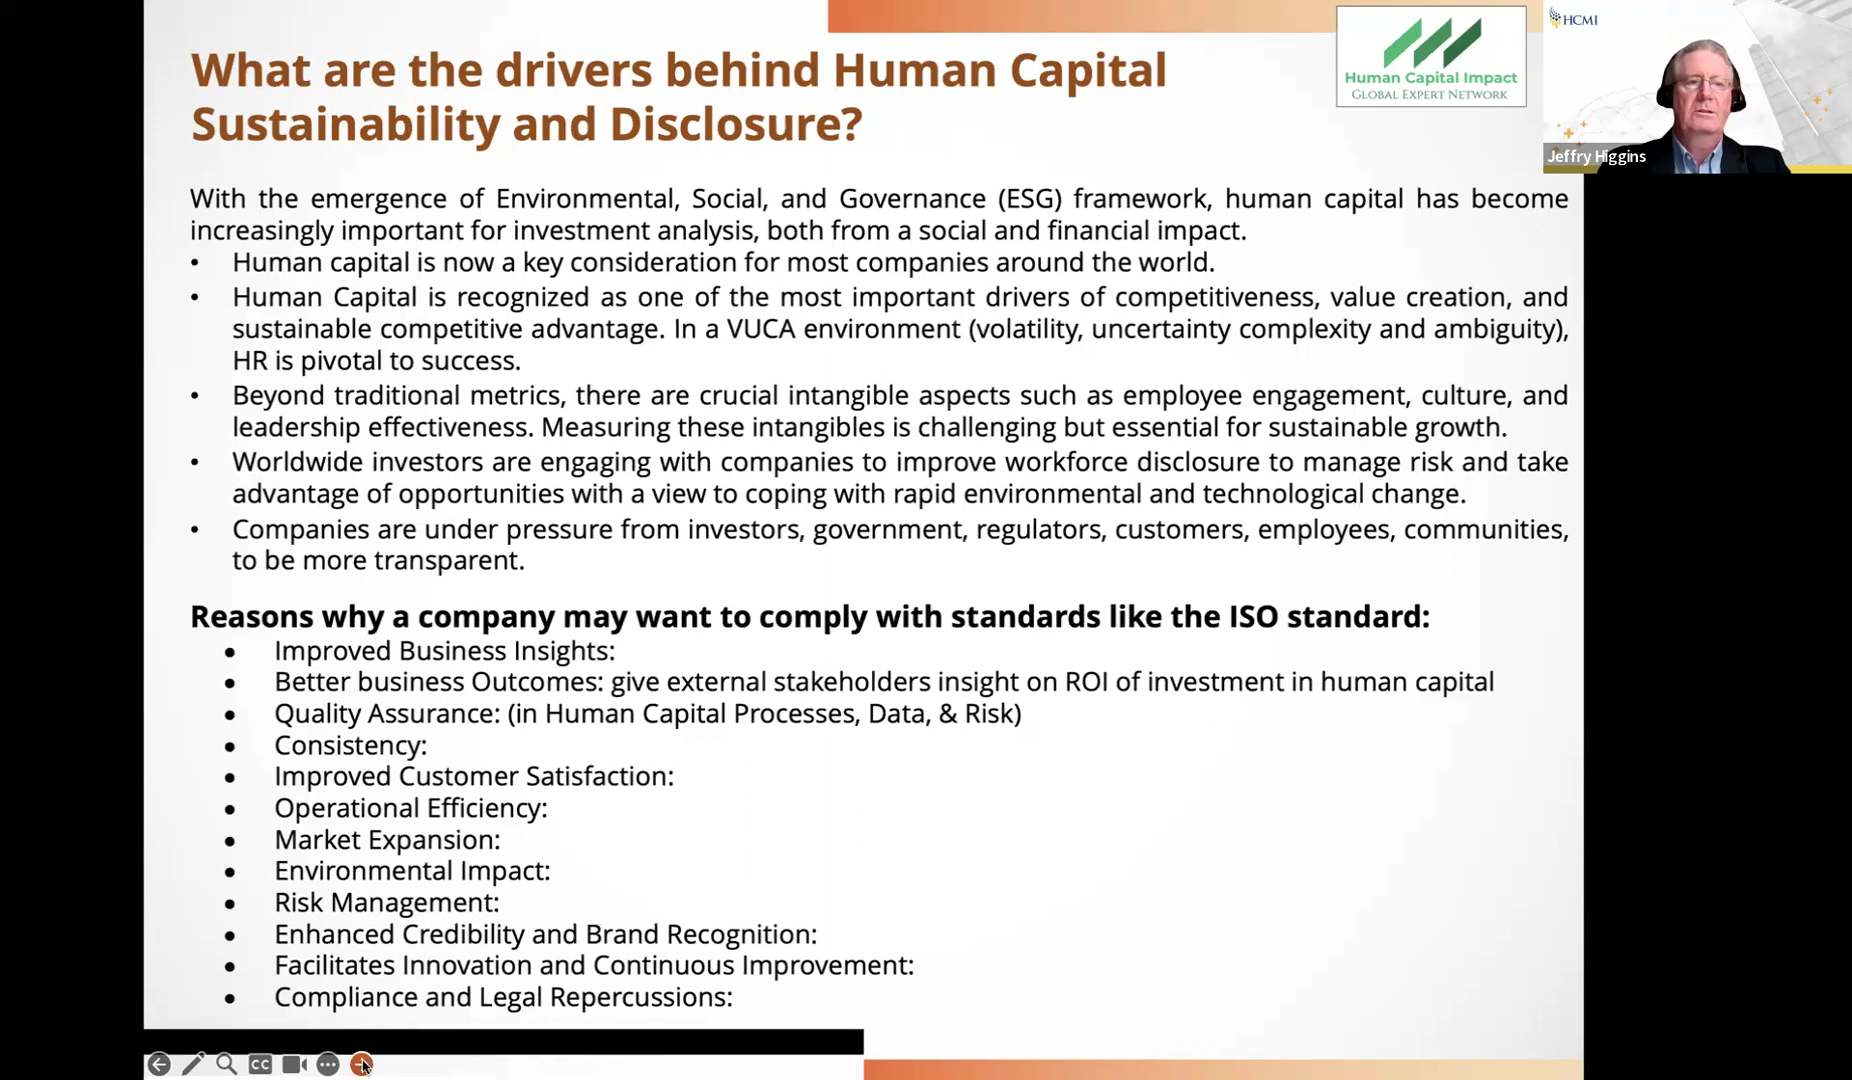 What are the drivers behind Human Capital
Sustainability and Disclosure?
Human Capital Impact
GLOBAL EXPERT NETWORK
HCMI
Jeffry Higgins
With the emergence of Environmental, Social, and Governance (ESG) framework, human capital has become
increasingly important for investment analysis, both from a social and financial impact.
• Human capital is now a key consideration for most companies around the world.
• Human Capital is recognized as one of the most important drivers of competitiveness, value creation, and
sustainable competitive advantage. In a VUCA environment (volatility, uncertainty complexity and ambiguity),
HR is pivotal to success.
• Beyond traditional metrics, there are crucial intangible aspects such as employee engagement, culture, and
leadership effectiveness. Measuring these intangibles is challenging but essential for sustainable growth.
• Worldwide investors are engaging with companies to improve workforce disclosure to manage risk and take
advantage of opportunities with a view to coping with rapid environmental and technological change.
• Companies are under pressure from investors, government, regulators, customers, employees, communities,
to be more transparent.
Reasons why a company may want to comply with standards like the ISO standard:
• Improved Business Insights:
• Better business Outcomes: give external stakeholders insight on ROI of investment in human capital
• Quality Assurance: (in Human Capital Processes, Data, & Risk)
• Consistency:
• Improved Customer Satisfaction:
• Operational Efficiency:
• Market Expansion:
• Environmental Impact:
• Risk Management:
• Enhanced Credibility and Brand Recognition:
• Facilitates Innovation and Continuous Improvement:
• Compliance and Legal Repercussions:
CC